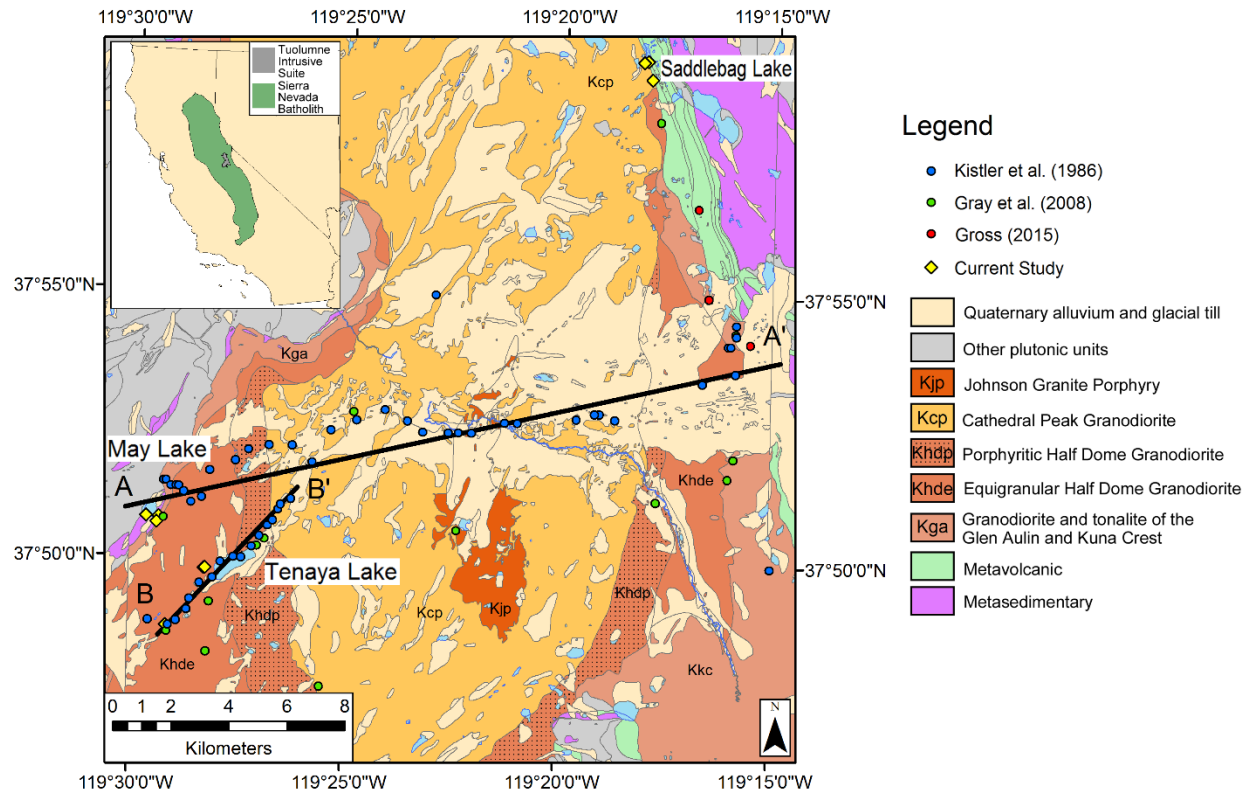 119°30'0"W
119°25'0"W
119°20'0"W
119°15'0"W
Tuolumne
Intrusive
Suite
Sierra
Nevada
Batholith
Kcp
Saddlebag Lake
37°55'0"N
37°55'0"N
Kga
A'
May Lake
A
B'
Khde
37°50'0"N
37°50'0"N
Tenaya Lake
B
Khdp
Kcp
Kjp
Khdp
Khde
Kkc
0 1 2 4 6 8
Kilometers
N
119°30'0"W
119°25'0"W
119°20'0"W
119°15'0"W
Legend
Kistler et al. (1986)
Gray et al. (2008)
Gross (2015)
Current Study
Quaternary alluvium and glacial till
Other plutonic units
Kjp Johnson Granite Porphyry
Kcp Cathedral Peak Granodiorite
Khdp Porphyritic Half Dome Granodiorite
Khde Equigranular Half Dome Granodiorite
Kga Granodiorite and tonalite of the
Glen Aulin and Kuna Crest
Metavolcanic
Metasedimentary